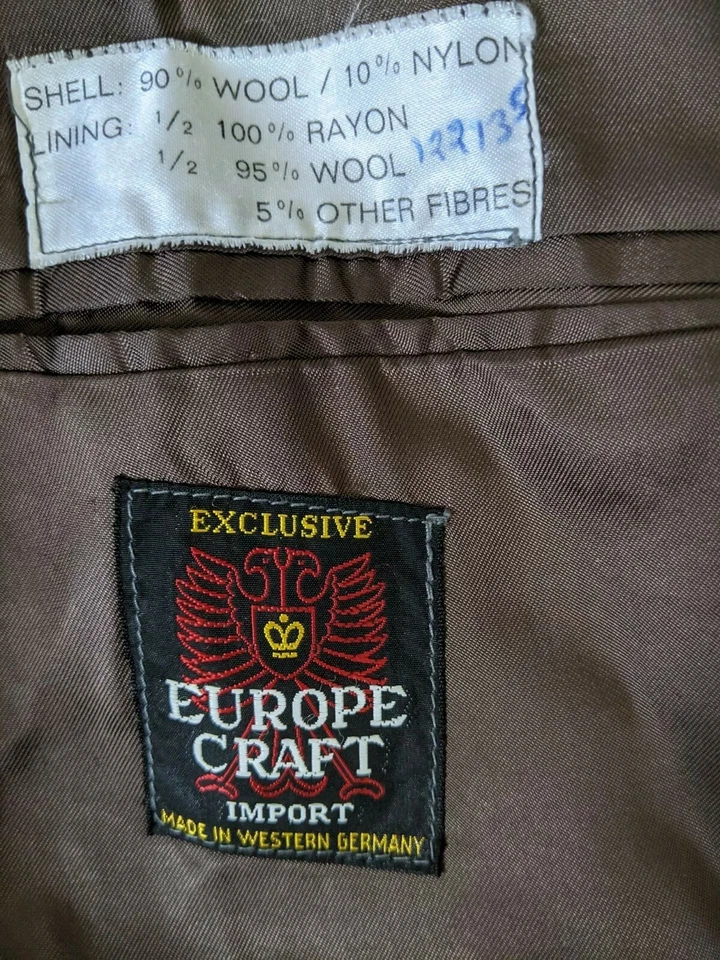 SHELL: 90% WOOL / 10% NYLON
LINING: 1/2 100% RAYON
1/2 95% WOOL 122135
5% OTHER FIBRES
EXCLUSIVE
EUROPE
CRAFT
IMPORT
MADE IN WESTERN GERMANY